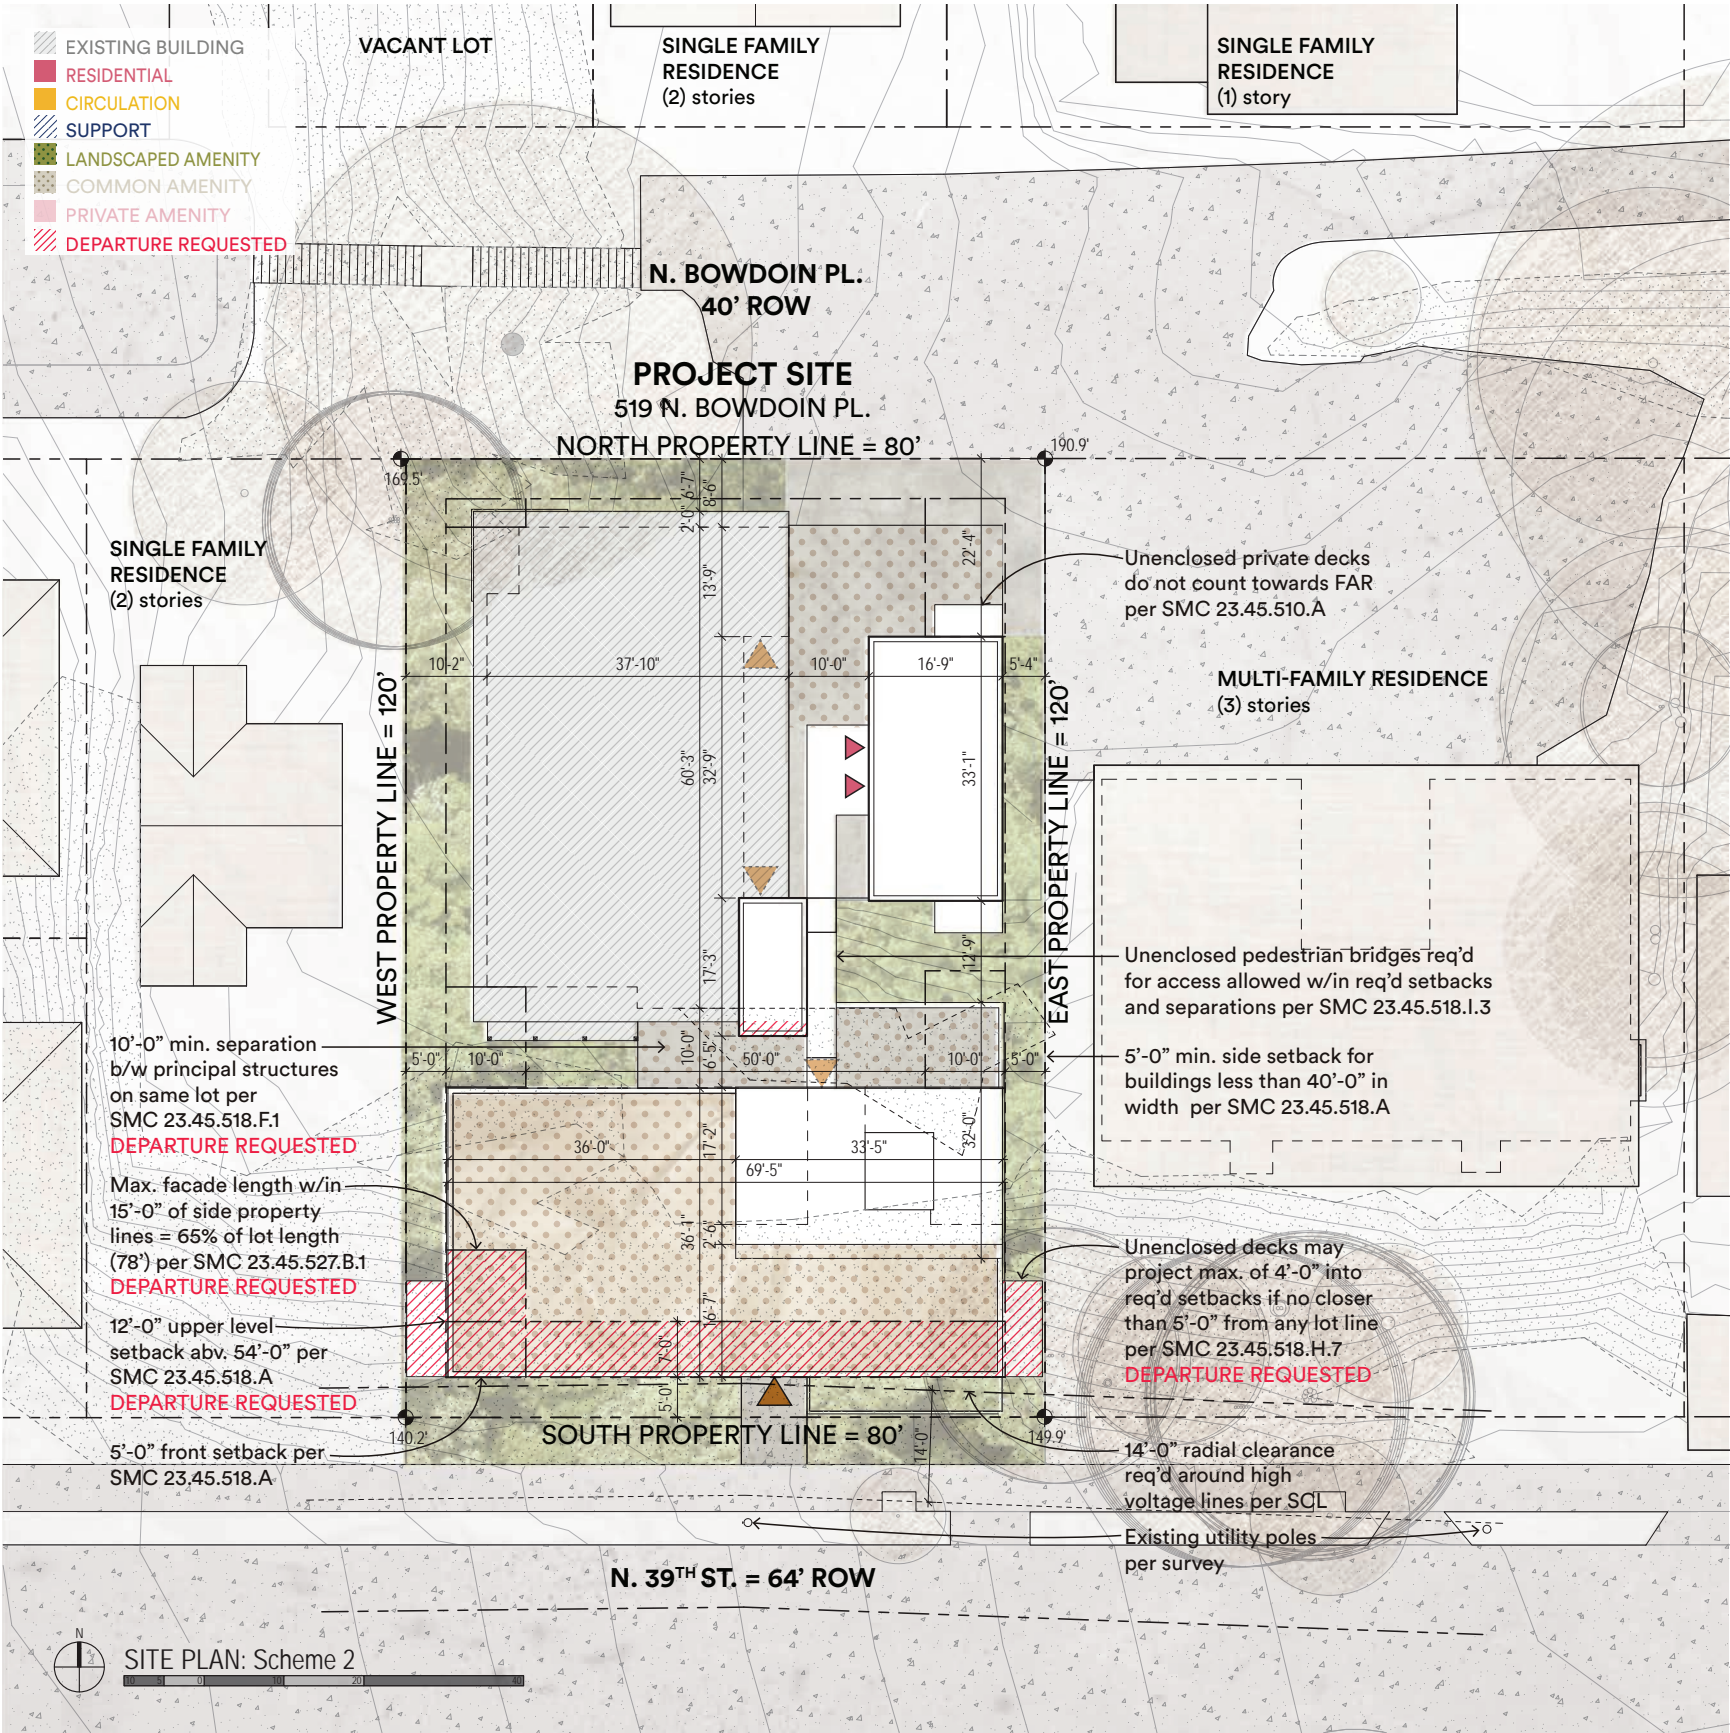 EXISTING BUILDING
RESIDENTIAL
CIRCULATION
SUPPORT
LANDSCAPED AMENITY
COMMON AMENITY
PRIVATE AMENITY
DEPARTURE REQUESTED
VACANT LOT
SINGLE FAMILY
RESIDENCE
(2) stories
SINGLE FAMILY
RESIDENCE
(1) story
N. BOWDOIN PL.
40’ ROW
PROJECT SITE
519 N. BOWDOIN PL.
NORTH PROPERTY LINE = 80’
169.5'
190.9'
SINGLE FAMILY
RESIDENCE
(2) stories
6'-7"
8'-6"
2'-0"
13'-9"
22'-4"
Unenclosed private decks
do not count towards FAR
per SMC 23.45.510.A
10'-2"
37'-10"
10'-0"
16'-9"
5'-4"
MULTI-FAMILY RESIDENCE
(3) stories
WEST PROPERTY LINE = 120’
EAST PROPERTY LINE = 120’
60'-3"
32'-9"
33'-1"
17'-3"
12'-9"
Unenclosed pedestrian bridges req’d
for access allowed w/in req’d setbacks
and separations per SMC 23.45.518.I.3
10’-0” min. separation
b/w principal structures
on same lot per
SMC 23.45.518.F.1
DEPARTURE REQUESTED
5'-0"
10'-0"
10'-0"
6'-5"
50'-0"
10'-0"
5'-0"
5’-0” min. side setback for
buildings less than 40’-0” in
width per SMC 23.45.518.A
36'-0"
17'-2"
33'-5"
32'-0"
69'-5"
Max. facade length w/in
15’-0” of side property
lines = 65% of lot length
(78’) per SMC 23.45.527.B.1
DEPARTURE REQUESTED
36'-1"
2'-6"
16'-7"
7'-0"
Unenclosed decks may
project max. of 4’-0” into
req’d setbacks if no closer
than 5’-0” from any lot line
per SMC 23.45.518.H.7
DEPARTURE REQUESTED
12’-0” upper level
setback abv. 54’-0” per
SMC 23.45.518.A
DEPARTURE REQUESTED
5'-0"
140.2'
SOUTH PROPERTY LINE = 80’
14'-0"
149.9'
5’-0” front setback per
SMC 23.45.518.A
14’-0” radial clearance
req’d around high
voltage lines per SCL
Existing utility poles
per survey
N. 39TH ST. = 64’ ROW
N
SITE PLAN: Scheme 2
10 5 0 10 20 40